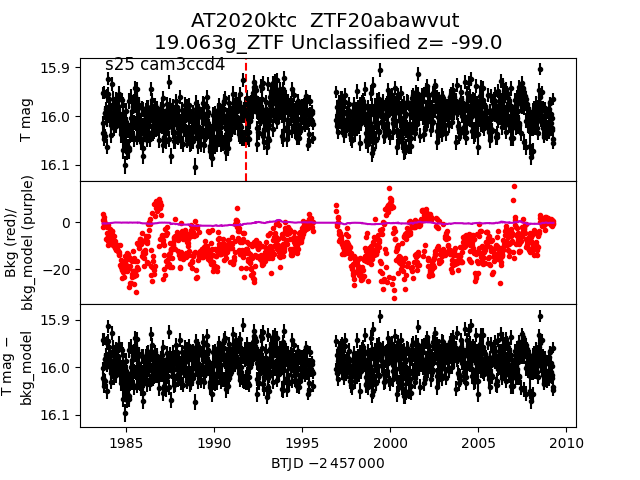 AT2020ktc  ZTF20abawvut
19.063g_ZTF Unclassified z= -99.0
s25 cam3ccd4
T mag
15.9
16.0
16.1
Bkg (red)/
bkg_model (purple)
0
−20
T mag −
bkg_model
15.9
16.0
16.1
1985
1990
1995
2000
2005
2010
BTJD −2 457 000